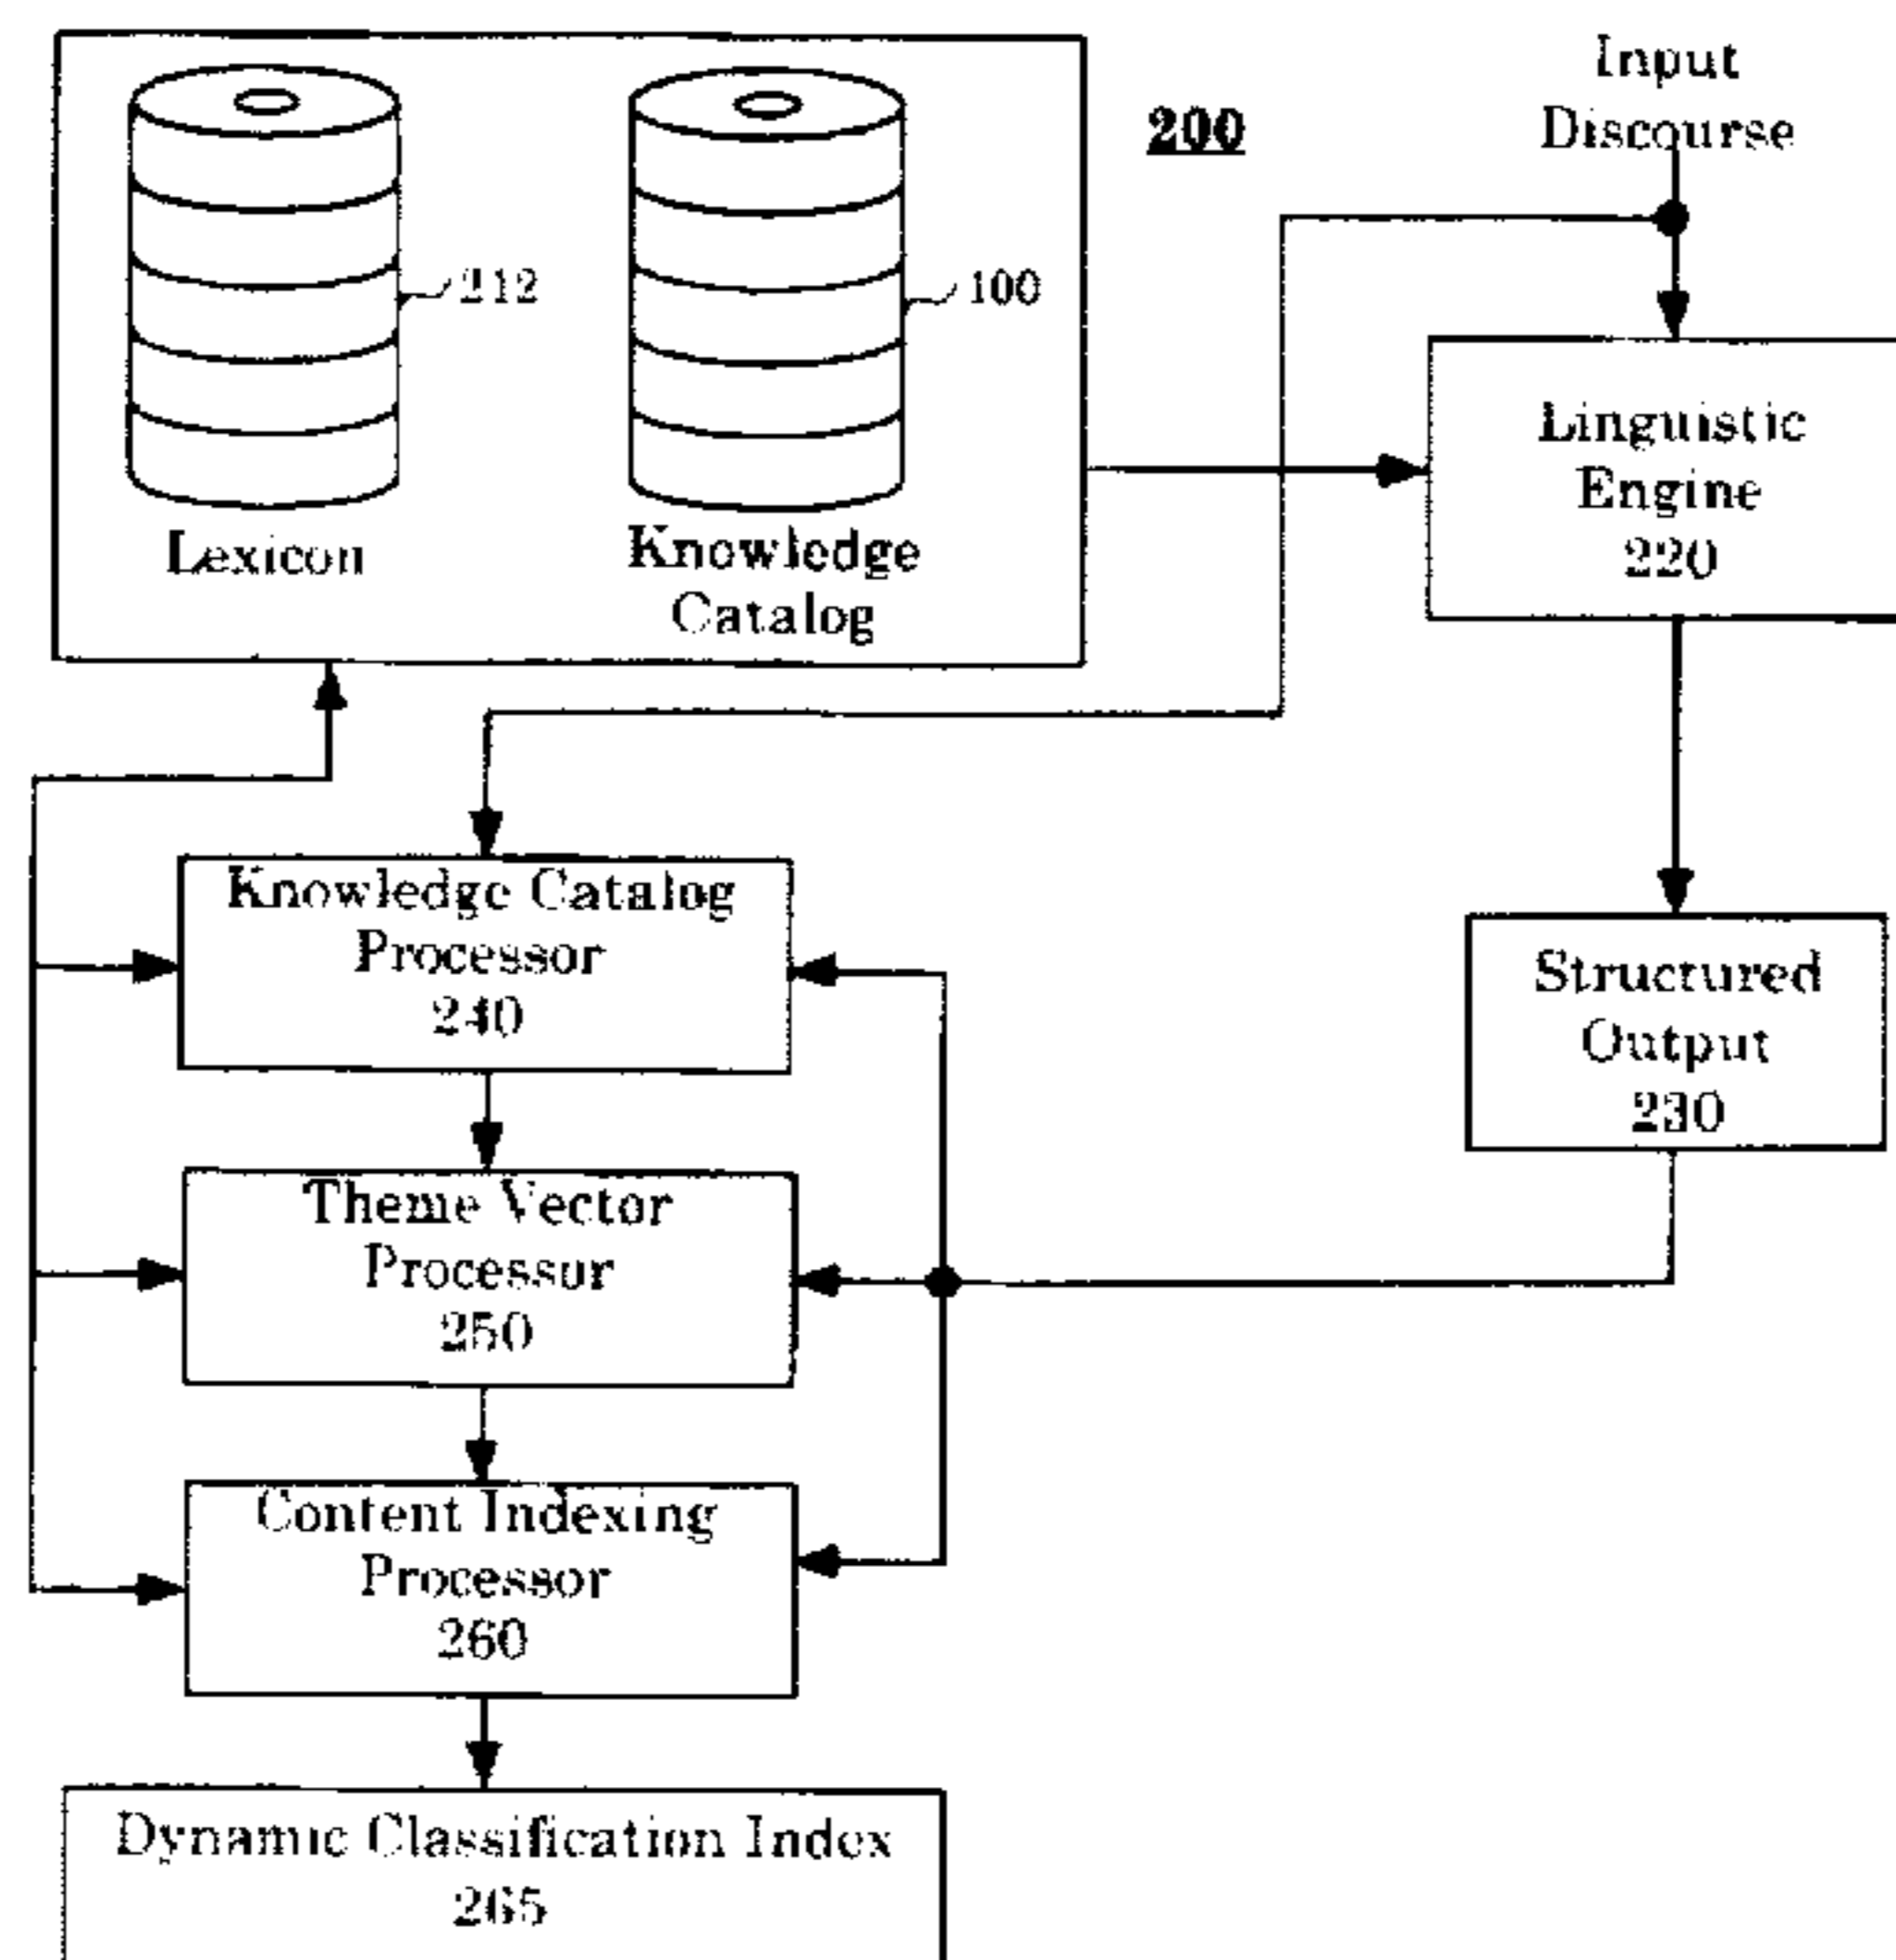 200
Input
Discourse
212
100
Lexicon
Knowledge
Catalog
Linguistic
Engine
220
Knowledge Catalog
Processor
240
Structured
Output
230
Theme Vector
Processor
250
Content Indexing
Processor
260
Dynamic Classification Index
265